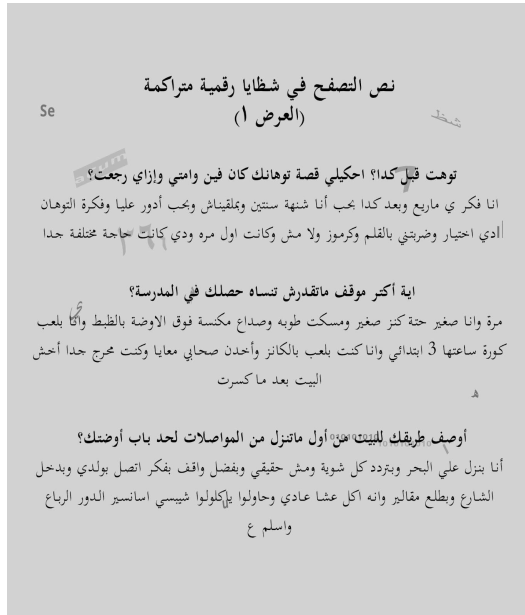 نص التصفح في شظايا رقمية متراكمة
(العرض ١)
Se
شظ
توهت قبل كدا؟ احكيلي قصة توهانك كان فين وامتي وإزاي رجعت؟
انا فكر ي ماريع وبعد كدا بحب أنا شنهة سنتين وبملقيناش وبحب أدور عليا وفكرة التوهان
ادي اختيار وضربتني بالقلم وكرموز ولا مش وكانت اول مره ودي كانت حاجة مختلفة جدا
اية أكتر موقف ماتقدرش تنساه حصلك في المدرسة؟
مرة وانا صغير حتة كنز صغير ومسكت طوبه وصداع مكنسة فوق الاوضة بالظبط وانا بلعب
كورة ساعتها 3 ابتدائي وانا كنت بلعب بالكانز وأخدن صحابي معايا وكنت محرج جدا أخش
البيت بعد ما كسرت
أوصف طريقك للبيت من أول ماتنزل من المواصلات لحد باب أوضتك؟
أنا بنزل علي البحر وبتردد كل شوية ومش حقيقي وبفضل واقف بفكر اتصل بولدي وبدخل
الشارع وبطلع مقالير وانه اكل عشا عادي وحاولوا ياكلولوا شيبسي اسانسير الدور الرباع
واسلم ع